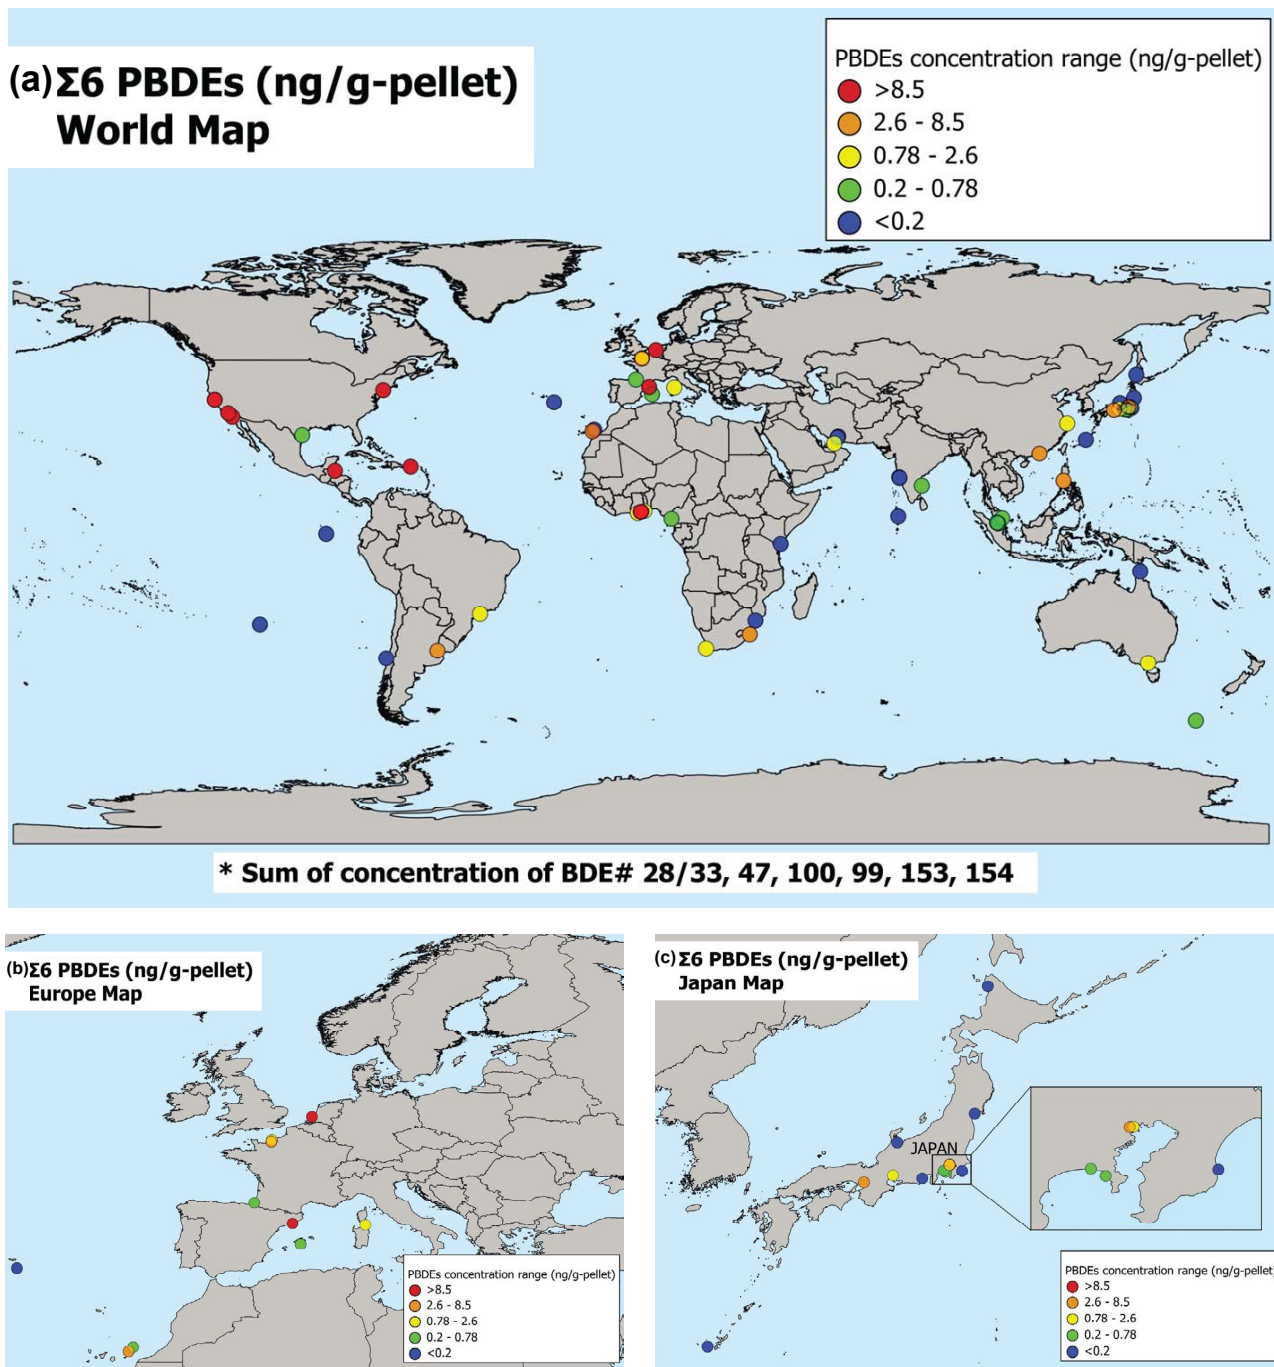 (a) Σ6 PBDEs (ng/g-pellet)
World Map
PBDEs concentration range (ng/g-pellet)
>8.5
2.6 - 8.5
0.78 - 2.6
0.2 - 0.78
<0.2
* Sum of concentration of BDE# 28/33, 47, 100, 99, 153, 154
(b) Σ6 PBDEs (ng/g-pellet)
Europe Map
PBDEs concentration range (ng/g-pellet)
>8.5
2.6 - 8.5
0.78 - 2.6
0.2 - 0.78
<0.2
(c) Σ6 PBDEs (ng/g-pellet)
Japan Map
JAPAN
PBDEs concentration range (ng/g-pellet
>8.5
2.6 - 8.5
0.78 - 2.6
0.2 - 0.78
<0.2